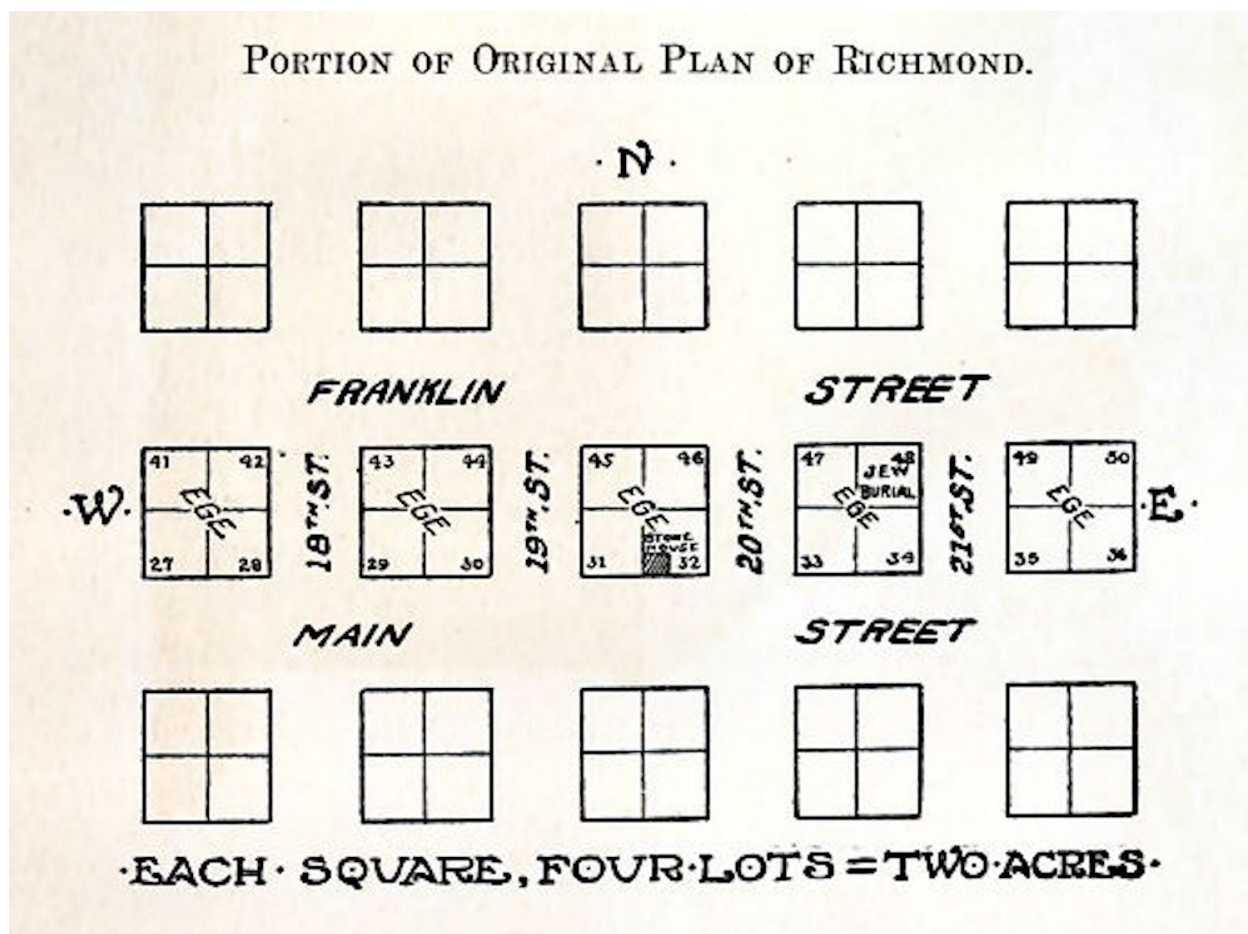 PORTION OF ORIGINAL PLAN OF RICHMOND.
· N ·
FRANKLIN STREET
41 42 43 44 45 46 47 48 49 50
JEW
BURIAL
·W· EGE 18TH ST. EGE 19TH ST. EGE 20TH ST. EGE 21ST ST. EGE ·E·
STONE
HOUSE
27 28 29 30 31 32 33 34 35 36
MAIN STREET
·EACH· SQUARE, FOUR·LOTS = TWO·ACRES·